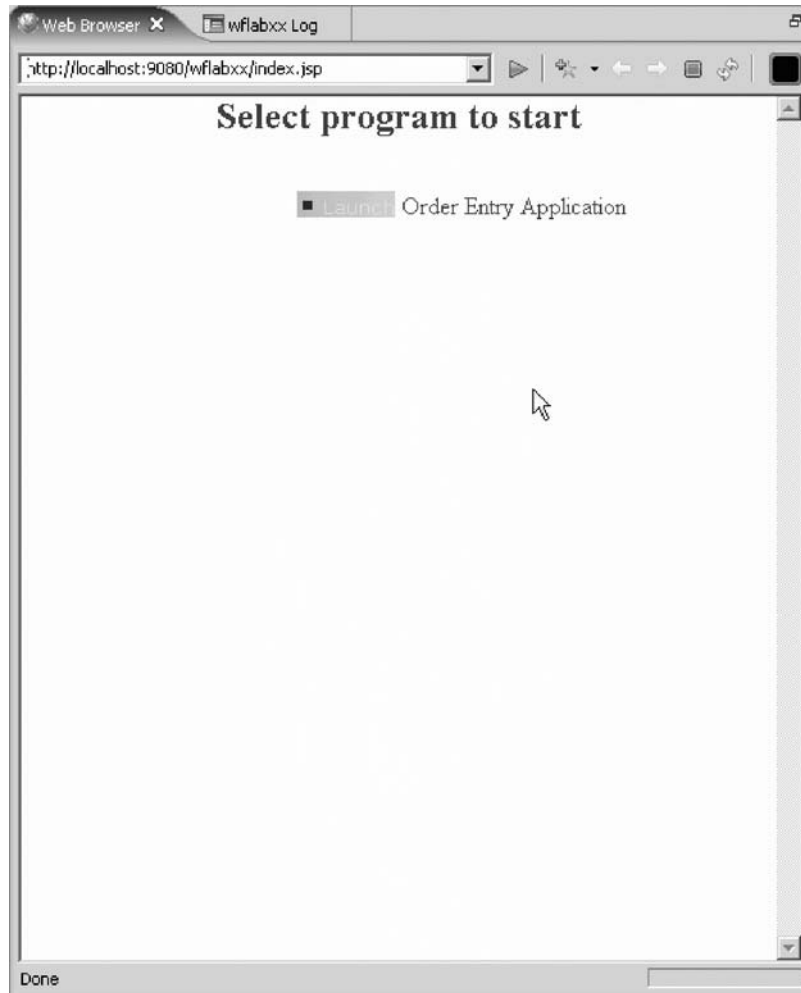 Web Browser
wflabxx Log
http://localhost:9080/wflabxx/index.jsp
Select program to start
Launch Order Entry Application
Done